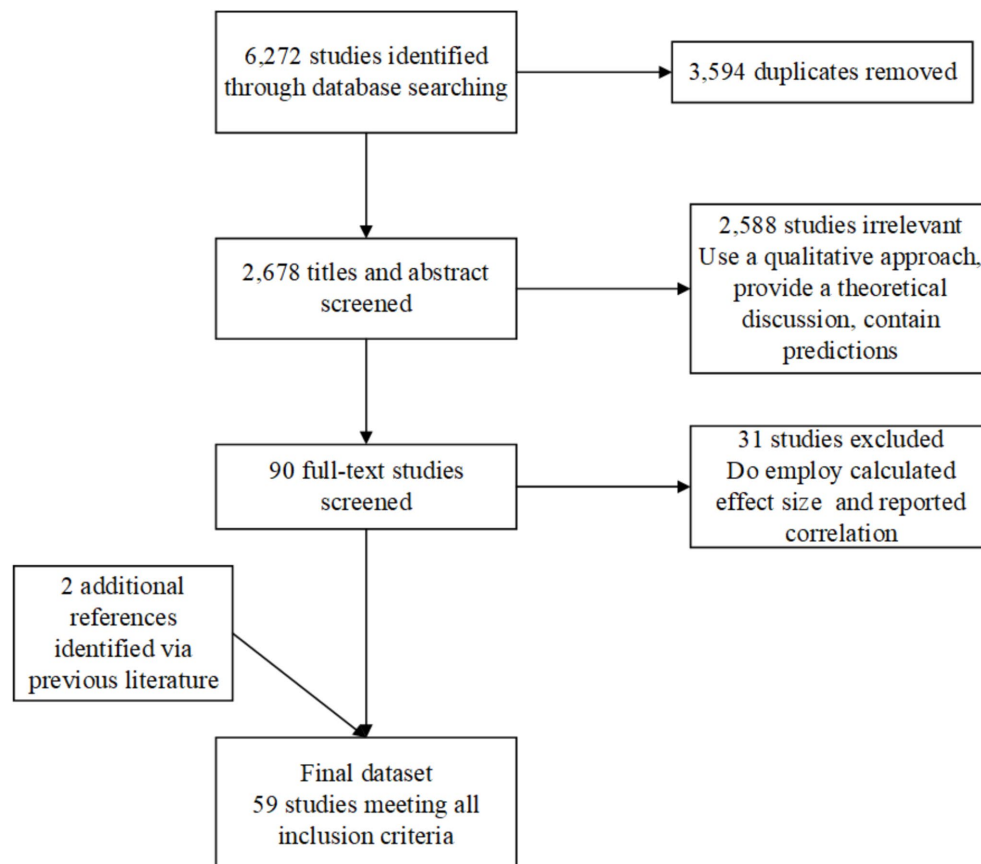 6,272 studies identified
through database searching
3,594 duplicates removed
2,678 titles and abstract
screened
2,588 studies irrelevant
Use a qualitative approach,
provide a theoretical
discussion, contain
predictions
90 full-text studies
screened
31 studies excluded
Do employ calculated
effect size and reported
correlation
2 additional
references
identified via
previous literature
Final dataset
59 studies meeting all
inclusion criteria